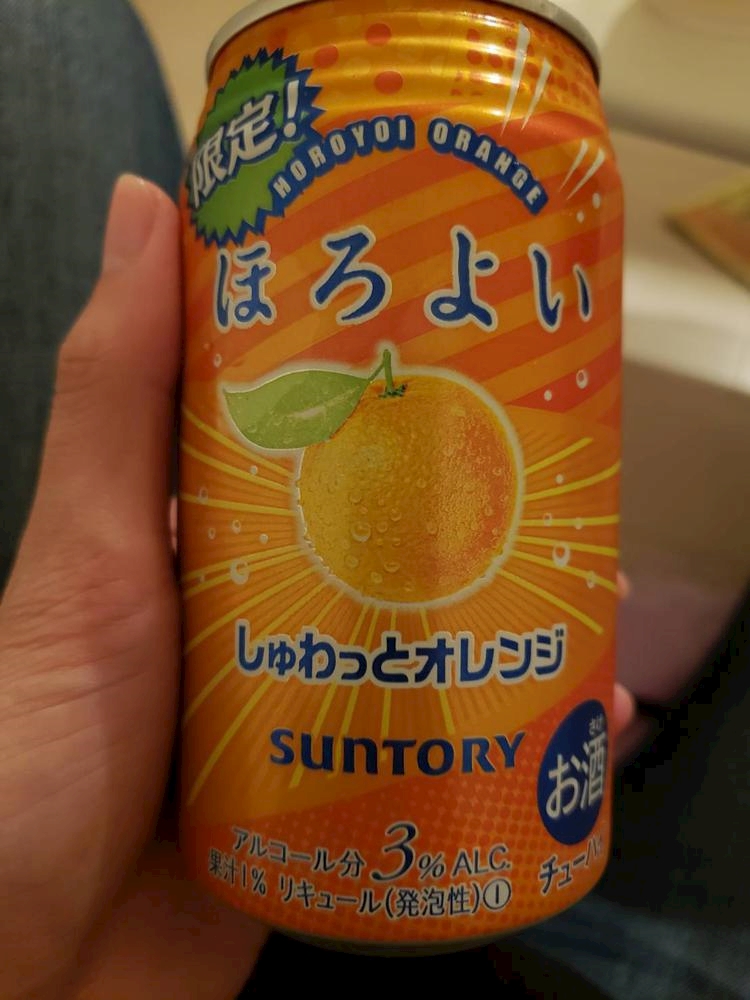 限定!
HOROYOI ORANGE
ほろよい
しゅわっとオレンジ
SUNTORY
さけ
お酒
アルコール分3%ALC.
チューハイ
果汁1% リキュール(発泡性)①